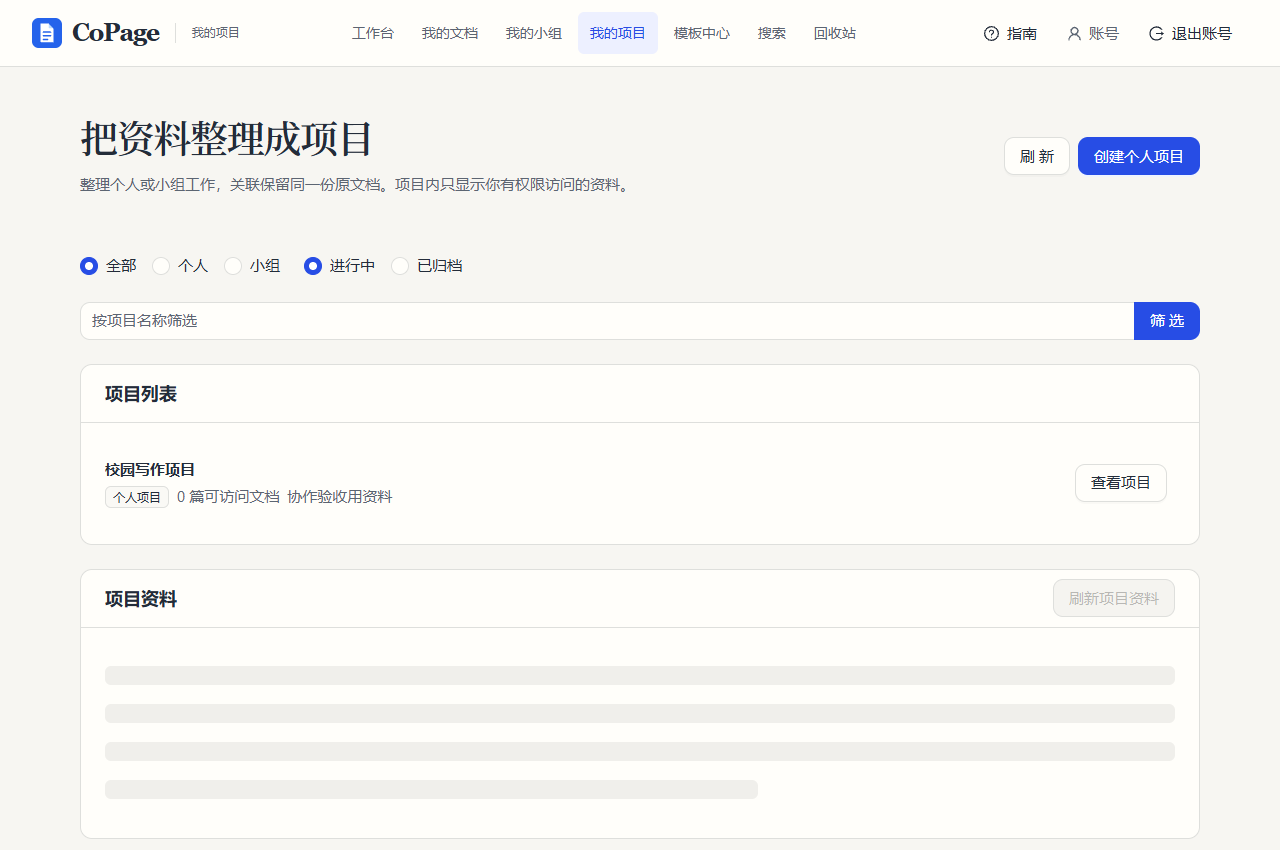 CoPage
我的项目
工作台
我的文档
我的小组
我的项目
模板中心
搜索
回收站
指南
账号
退出账号
把资料整理成项目
整理个人或小组工作，关联保留同一份原文档。项目内只显示你有权限访问的资料。
刷 新
创建个人项目
全部
个人
小组
进行中
已归档
按项目名称筛选
筛 选
项目列表
校园写作项目
个人项目 0 篇可访问文档 协作验收用资料
查看项目
项目资料
刷新项目资料